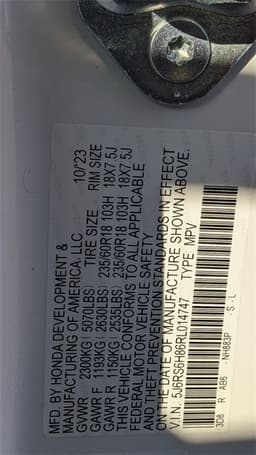 MFD. BY HONDA DEVELOPMENT &
MANUFACTURING OF AMERICA, LLC 10/'23
GVWR 2300KG (5070LBS) TIRE SIZE RIM SIZE
GAWR F 1193KG (2630LBS) 235/60R18 103H 18X7.5J
GAWR R 1150KG (2535LBS) 235/60R18 103H 18X7.5J
THIS VEHICLE CONFORMS TO ALL APPLICABLE
FEDERAL MOTOR VEHICLE SAFETY
AND THEFT PREVENTION STANDARDS IN EFFECT
ON THE DATE OF MANUFACTURE SHOWN ABOVE.
V.I.N. 5J6RS6H86RL014747 TYPE MPV
3D8 R AB6 - NH883P - S - L